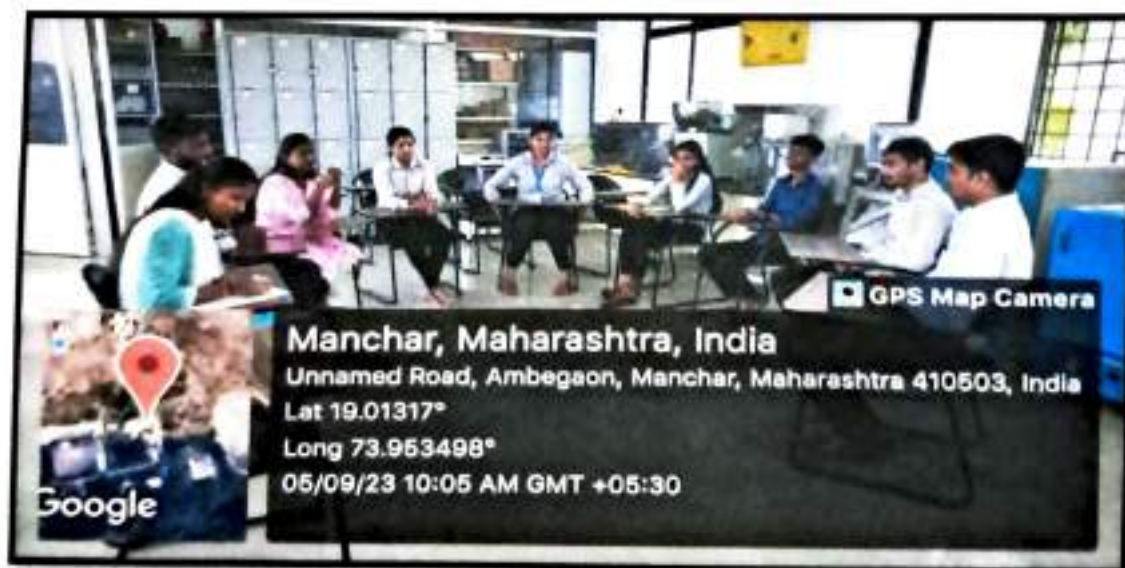 GPS Map Camera
Manchar, Maharashtra, India
Unnamed Road, Ambegaon, Manchar, Maharashtra 410503, India
Lat 19.01317°
Long 73.953498°
05/09/23 10:05 AM GMT +05:30
Google